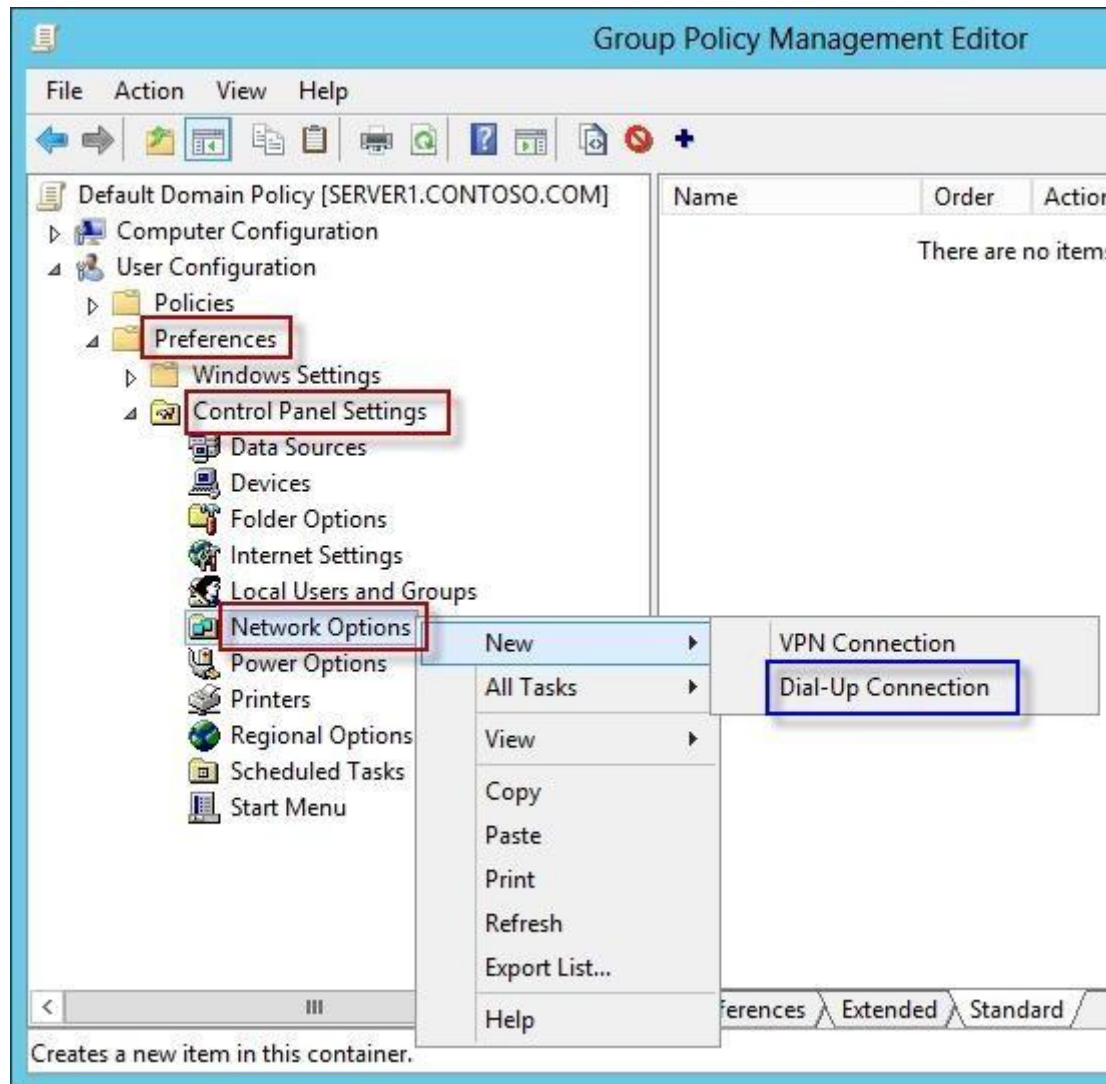 Group Policy Management Editor
File Action View Help
Default Domain Policy [SERVER1.CONTOSO.COM]
Computer Configuration
User Configuration
Policies
Preferences
Windows Settings
Control Panel Settings
Data Sources
Devices
Folder Options
Internet Settings
Local Users and Groups
Network Options
Power Options
Printers
Regional Options
Scheduled Tasks
Start Menu
Name Order Action
There are no items
New
All Tasks
View
Copy
Paste
Print
Refresh
Export List...
Help
VPN Connection
Dial-Up Connection
ferences Extended Standard
Creates a new item in this container.